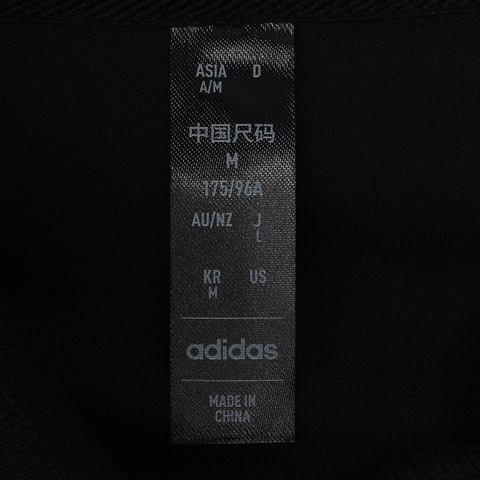 ASIA D
A/M
中国尺码
M
175/96A
AU/NZ J
L
KR US
M
adidas
MADE IN
CHINA